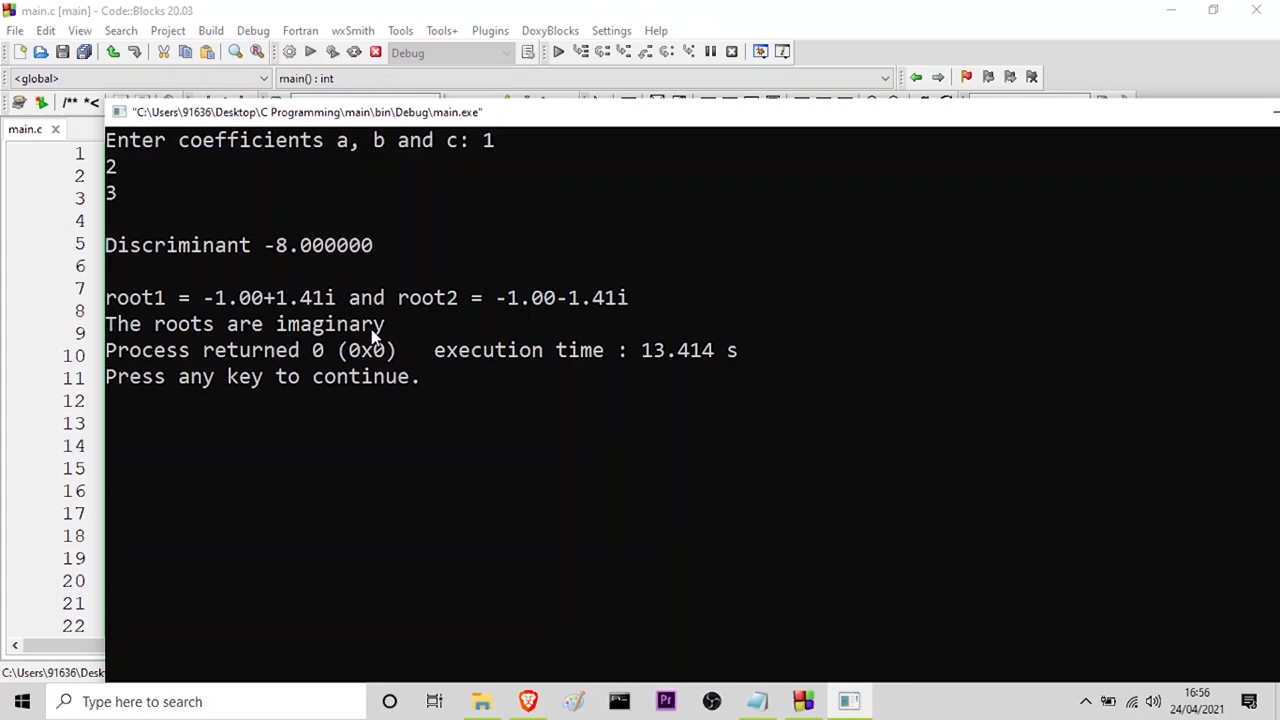 main.c [main] - Code::Blocks 20.03
File Edit View Search Project Build Debug Fortran wxSmith Tools Tools+ Plugins DoxyBlocks Settings Help
Debug
<global> main() : int
/** *<
"C:\Users\91636\Desktop\C Programming\main\bin\Debug\main.exe"
main.c
Enter coefficients a, b and c: 1
2
3
Discriminant -8.000000
root1 = -1.00+1.41i and root2 = -1.00-1.41i
The roots are imaginary
Process returned 0 (0x0) execution time : 13.414 s
Press any key to continue.
1
2
3
4
5
6
7
8
9
10
11
12
13
14
15
16
17
18
19
20
21
22
C:\Users\91636\Desk
Type here to search
Pr
16:56
24/04/2021